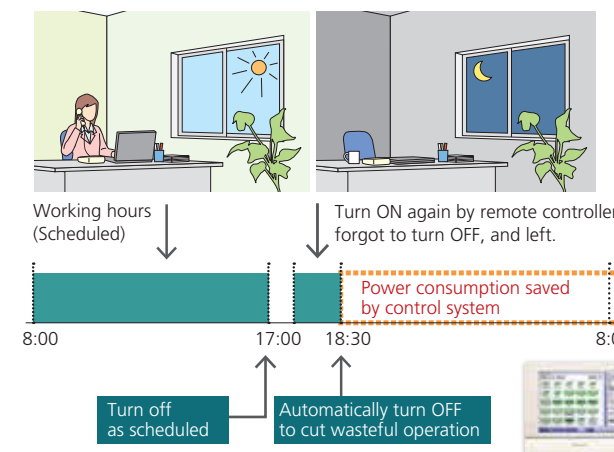 Working hours
(Scheduled)
Turn ON again by remote controller
forgot to turn OFF, and left.
Power consumption saved
by control system
8:00
17:00
18:30
Turn off
as scheduled
Automatically turn OFF
to cut wasteful operation